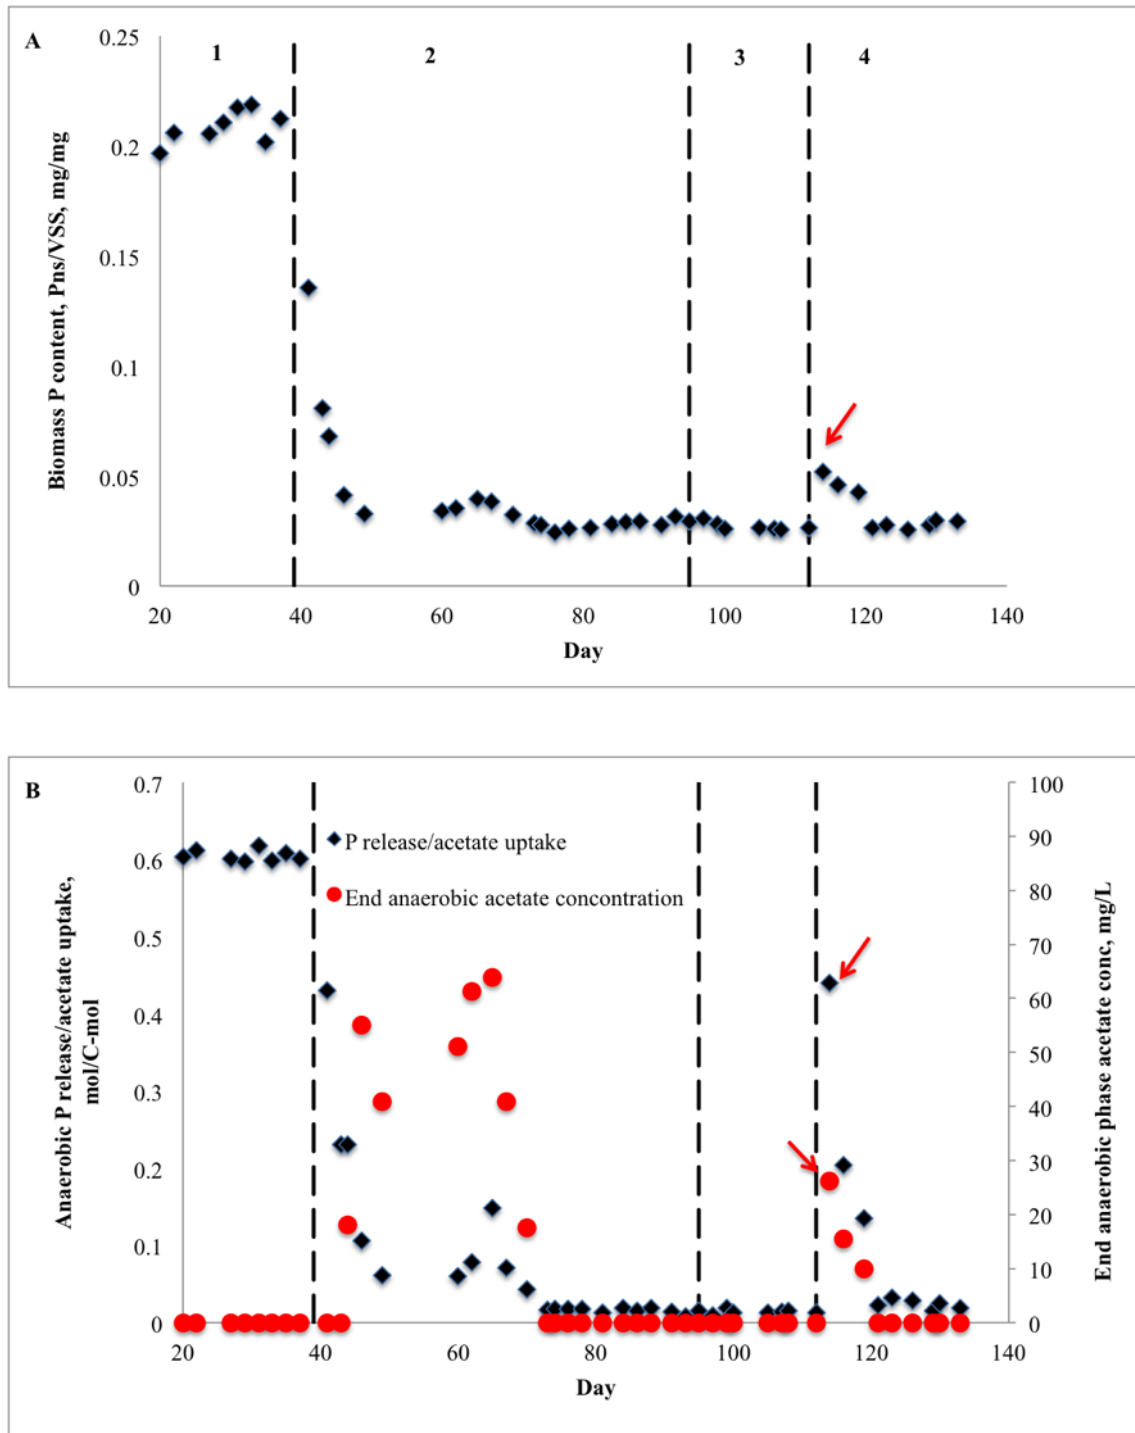 A
1 2 3 4
0.25
0.2
0.15
0.1
0.05
0
Biomass P content, Pns/VSS, mg/mg
20 40 60 80 100 120 140
Day
B
0.7
0.6
0.5
0.4
0.3
0.2
0.1
0
Anaerobic P release/acetate uptake,
mol/C-mol
P release/acetate uptake
End anaerobic acetate concontration
100
90
80
70
60
50
40
30
20
10
0
End anaerobic phase acetate conc, mg/L
20 40 60 80 100 120 140
Day